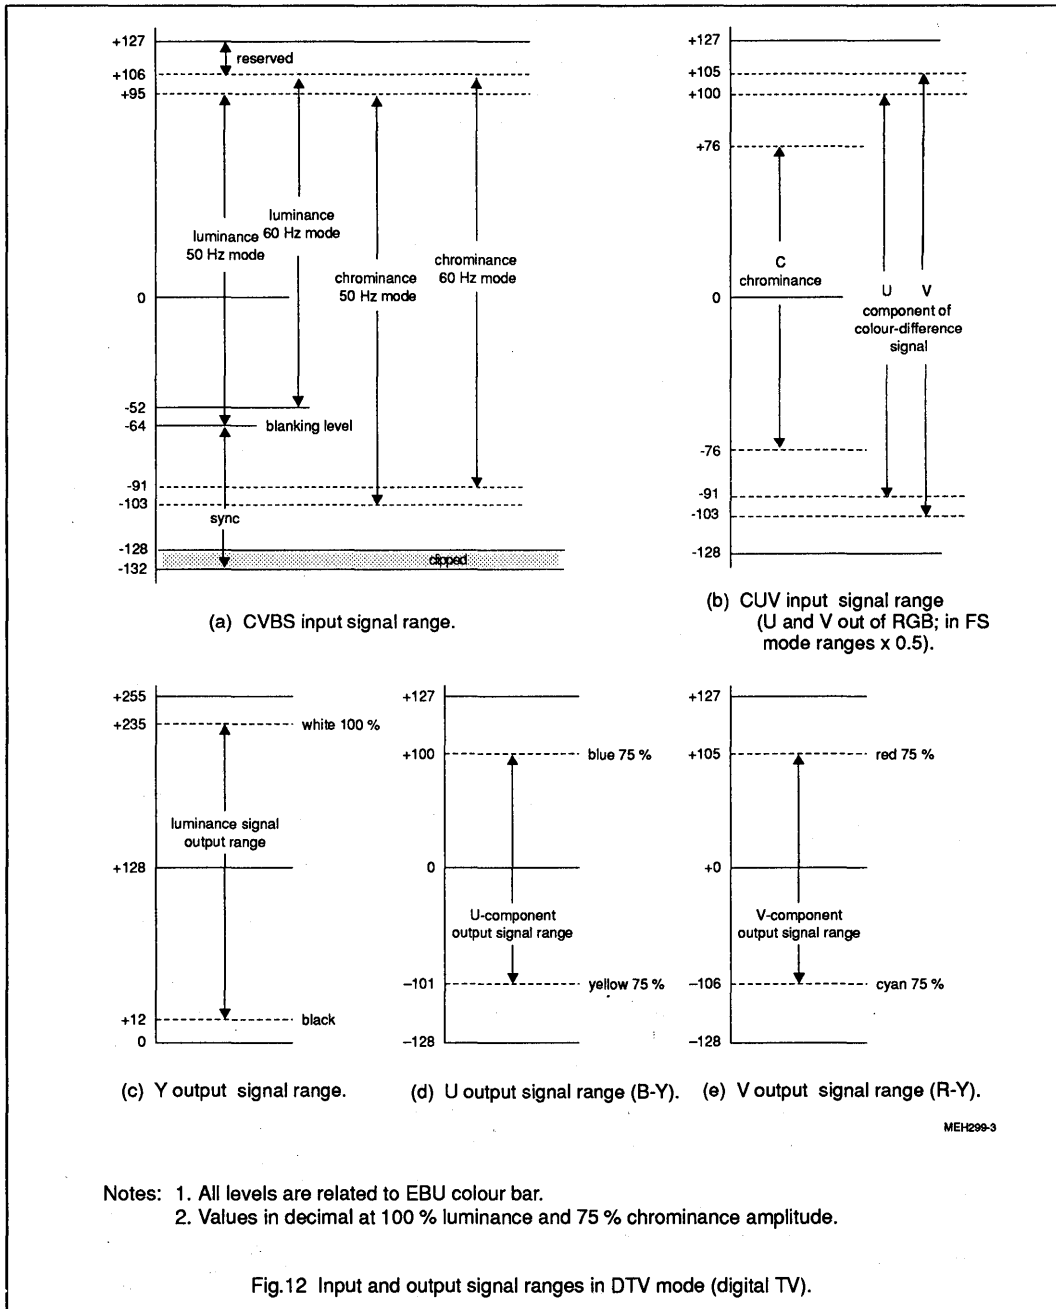 +127
reserved
+106
+95
luminance
60 Hz mode
luminance
50 Hz mode
chrominance
60 Hz mode
chrominance
50 Hz mode
0
-52
-64
blanking level
-91
-103
sync
-128
clipped
-132
(a) CVBS input signal range.
+127
+105
+100
+76
C
chrominance
0
U V
component of
colour-difference
signal
-76
-91
-103
-128
(b) CUV input signal range
(U and V out of RGB; in FS
mode ranges x 0.5).
+255
+235
white 100 %
luminance signal
output range
+128
+12
black
0
(c) Y output signal range.
+127
+100
blue 75 %
0
U-component
output signal range
−101
yellow 75 %
−128
(d) U output signal range (B-Y).
+127
+105
red 75 %
+0
V-component
output signal range
−106
cyan 75 %
−128
(e) V output signal range (R-Y).
MEH299-3
Notes: 1. All levels are related to EBU colour bar.
2. Values in decimal at 100 % luminance and 75 % chrominance amplitude.
Fig.12 Input and output signal ranges in DTV mode (digital TV).